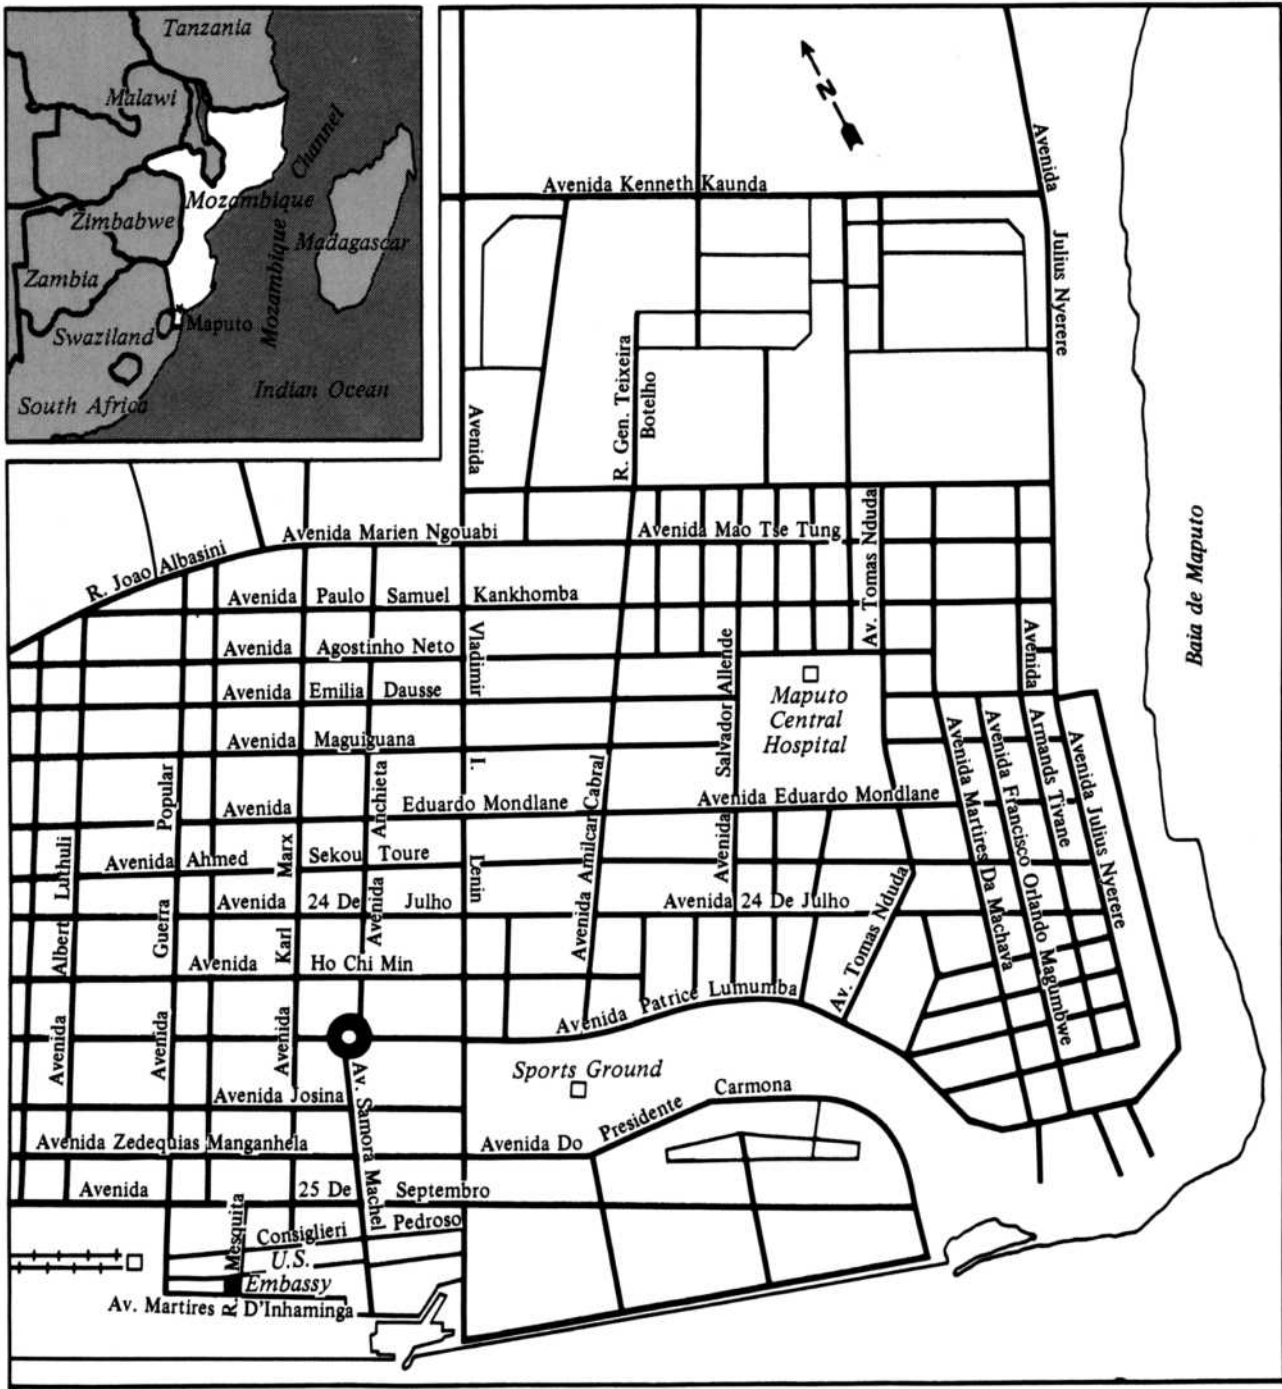 Tanzania
Malawi
Mozambique
Zimbabwe
Zambia
Swaziland
Maputo
South Africa
Madagascar
Mozambique Channel
Indian Ocean
N
Avenida Kenneth Kaunda
Avenida Julius Nyerere
R. Gen. Teixeira
Botelho
Avenida Vladimir I. Lenin
Avenida Marien Ngouabi
Avenida Mao Tse Tung
Av. Tomas Nduda
R. Joao Albasini
Avenida Paulo Samuel Kankhomba
Avenida Agostinho Neto
Avenida Emilia Dausse
Avenida Maguiguana
Avenida Eduardo Mondlane
Avenida Eduardo Mondlane
Avenida Ahmed Sekou Toure
Avenida 24 De Julho
Avenida 24 De Julho
Avenida Ho Chi Min
Avenida Patrice Lumumba
Avenida Albert Luthuli
Avenida Guerra Popular
Avenida Karl Marx
Avenida Anchieta
Avenida Amilcar Cabral
Avenida Salvador Allende
Maputo
Central
Hospital
Av. Tomas Nduda
Avenida Martires Da Machava
Avenida Francisco Orlando Magumbwe
Avenida Armands Tivane
Avenida Julius Nyerere
Baia de Maputo
Sports Ground
Av. Samora Machel
Avenida Josina
Avenida Zedequias Manganhela
Avenida Do Presidente Carmona
Avenida 25 De Septembro
R. Mesquita
Consiglieri Pedroso
U.S.
Embassy
Av. Martires D'Inhaminga